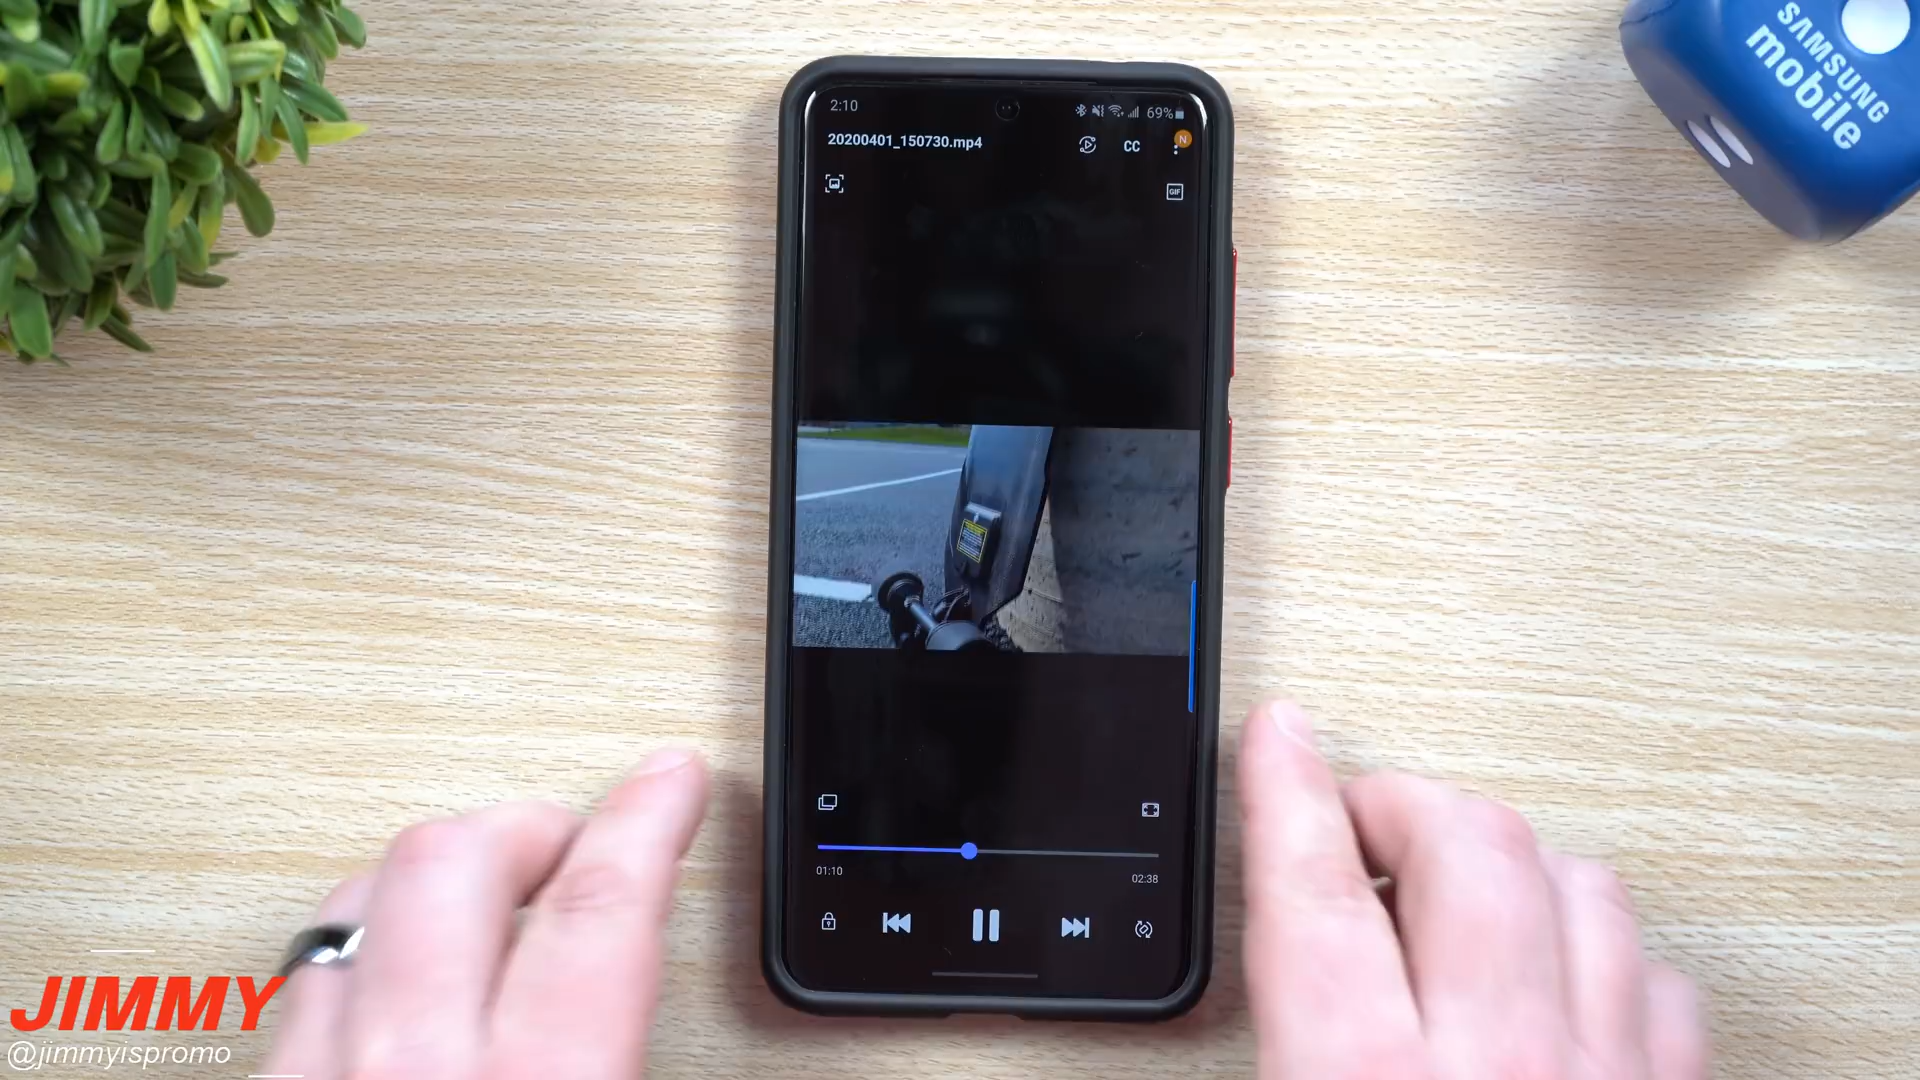 SAMSUNG
mobile
2:10
69%
20200401_150730.mp4
CC
N
GIF
01:10
02:38
JIMMY
@jimmyispromo